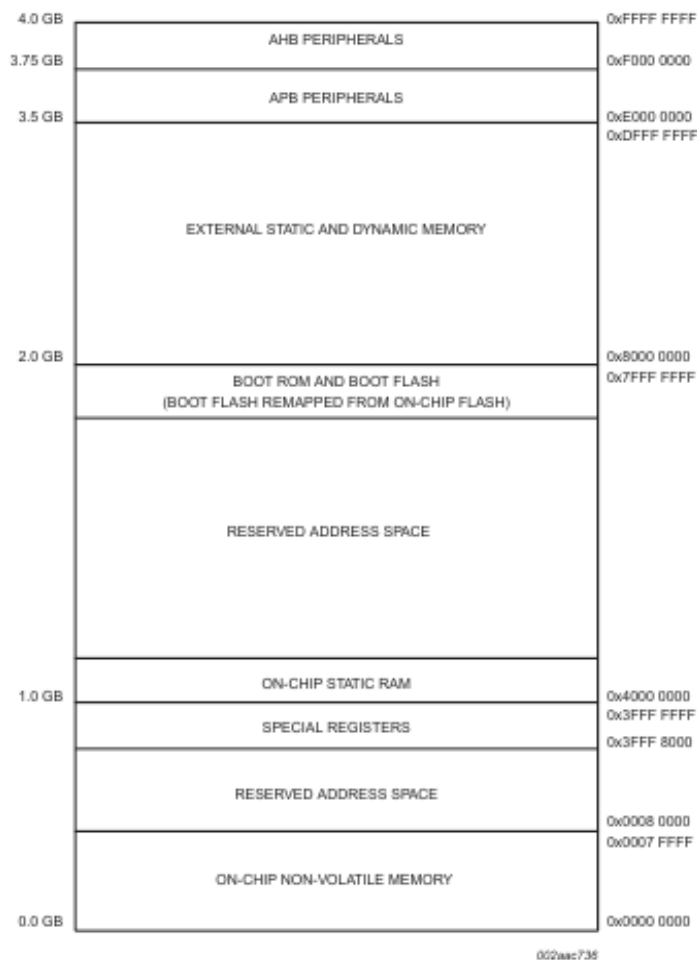 4.0 GB
AHB PERIPHERALS
0xFFFF FFFF
3.75 GB
0xF000 0000
APB PERIPHERALS
3.5 GB
0xE000 0000
0xDFFF FFFF
EXTERNAL STATIC AND DYNAMIC MEMORY
2.0 GB
0x8000 0000
0x7FFF FFFF
BOOT ROM AND BOOT FLASH
(BOOT FLASH REMAPPED FROM ON-CHIP FLASH)
RESERVED ADDRESS SPACE
ON-CHIP STATIC RAM
1.0 GB
0x4000 0000
0x3FFF FFFF
SPECIAL REGISTERS
0x3FFF 8000
RESERVED ADDRESS SPACE
0x0008 0000
0x0007 FFFF
ON-CHIP NON-VOLATILE MEMORY
0.0 GB
0x0000 0000
002aac736